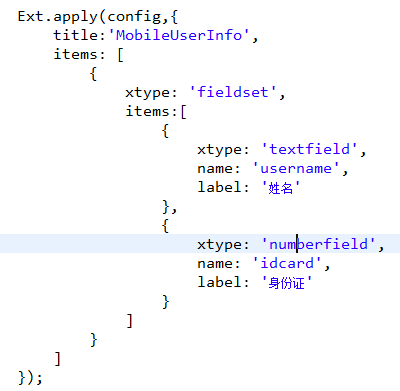 Ext.apply(config,{
    title:'MobileUserInfo',
    items: [
        {
            xtype: 'fieldset',
            items:[
                {
                    xtype: 'textfield',
                    name: 'username',
                    label: '姓名'
                },
                {
                    xtype: 'numberfield',
                    name: 'idcard',
                    label: '身份证'
                }
            ]
        }
    ]
});